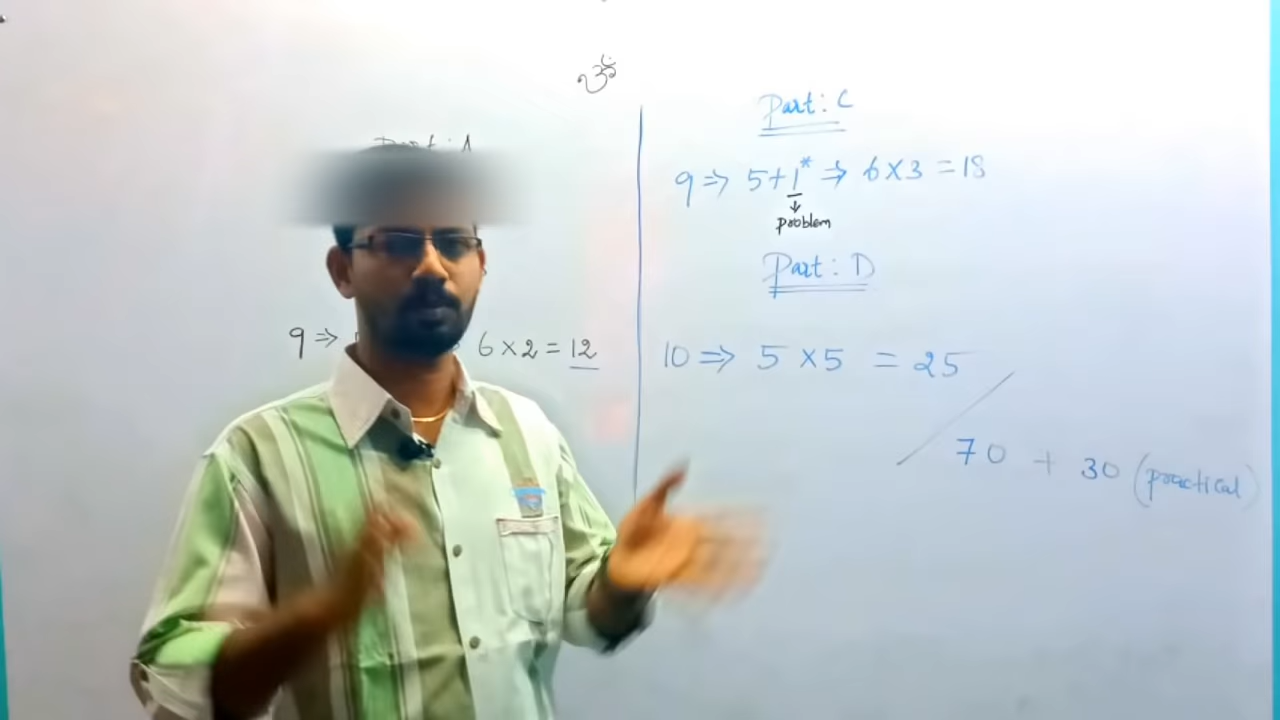 ஓம்
9 ⇒ 6 × 2 = 12
Part : C
9 ⇒ 5 + 1* ⇒ 6 × 3 = 18
↓
problem
Part : D
10 ⇒ 5 × 5 = 25
70 + 30 (practical)